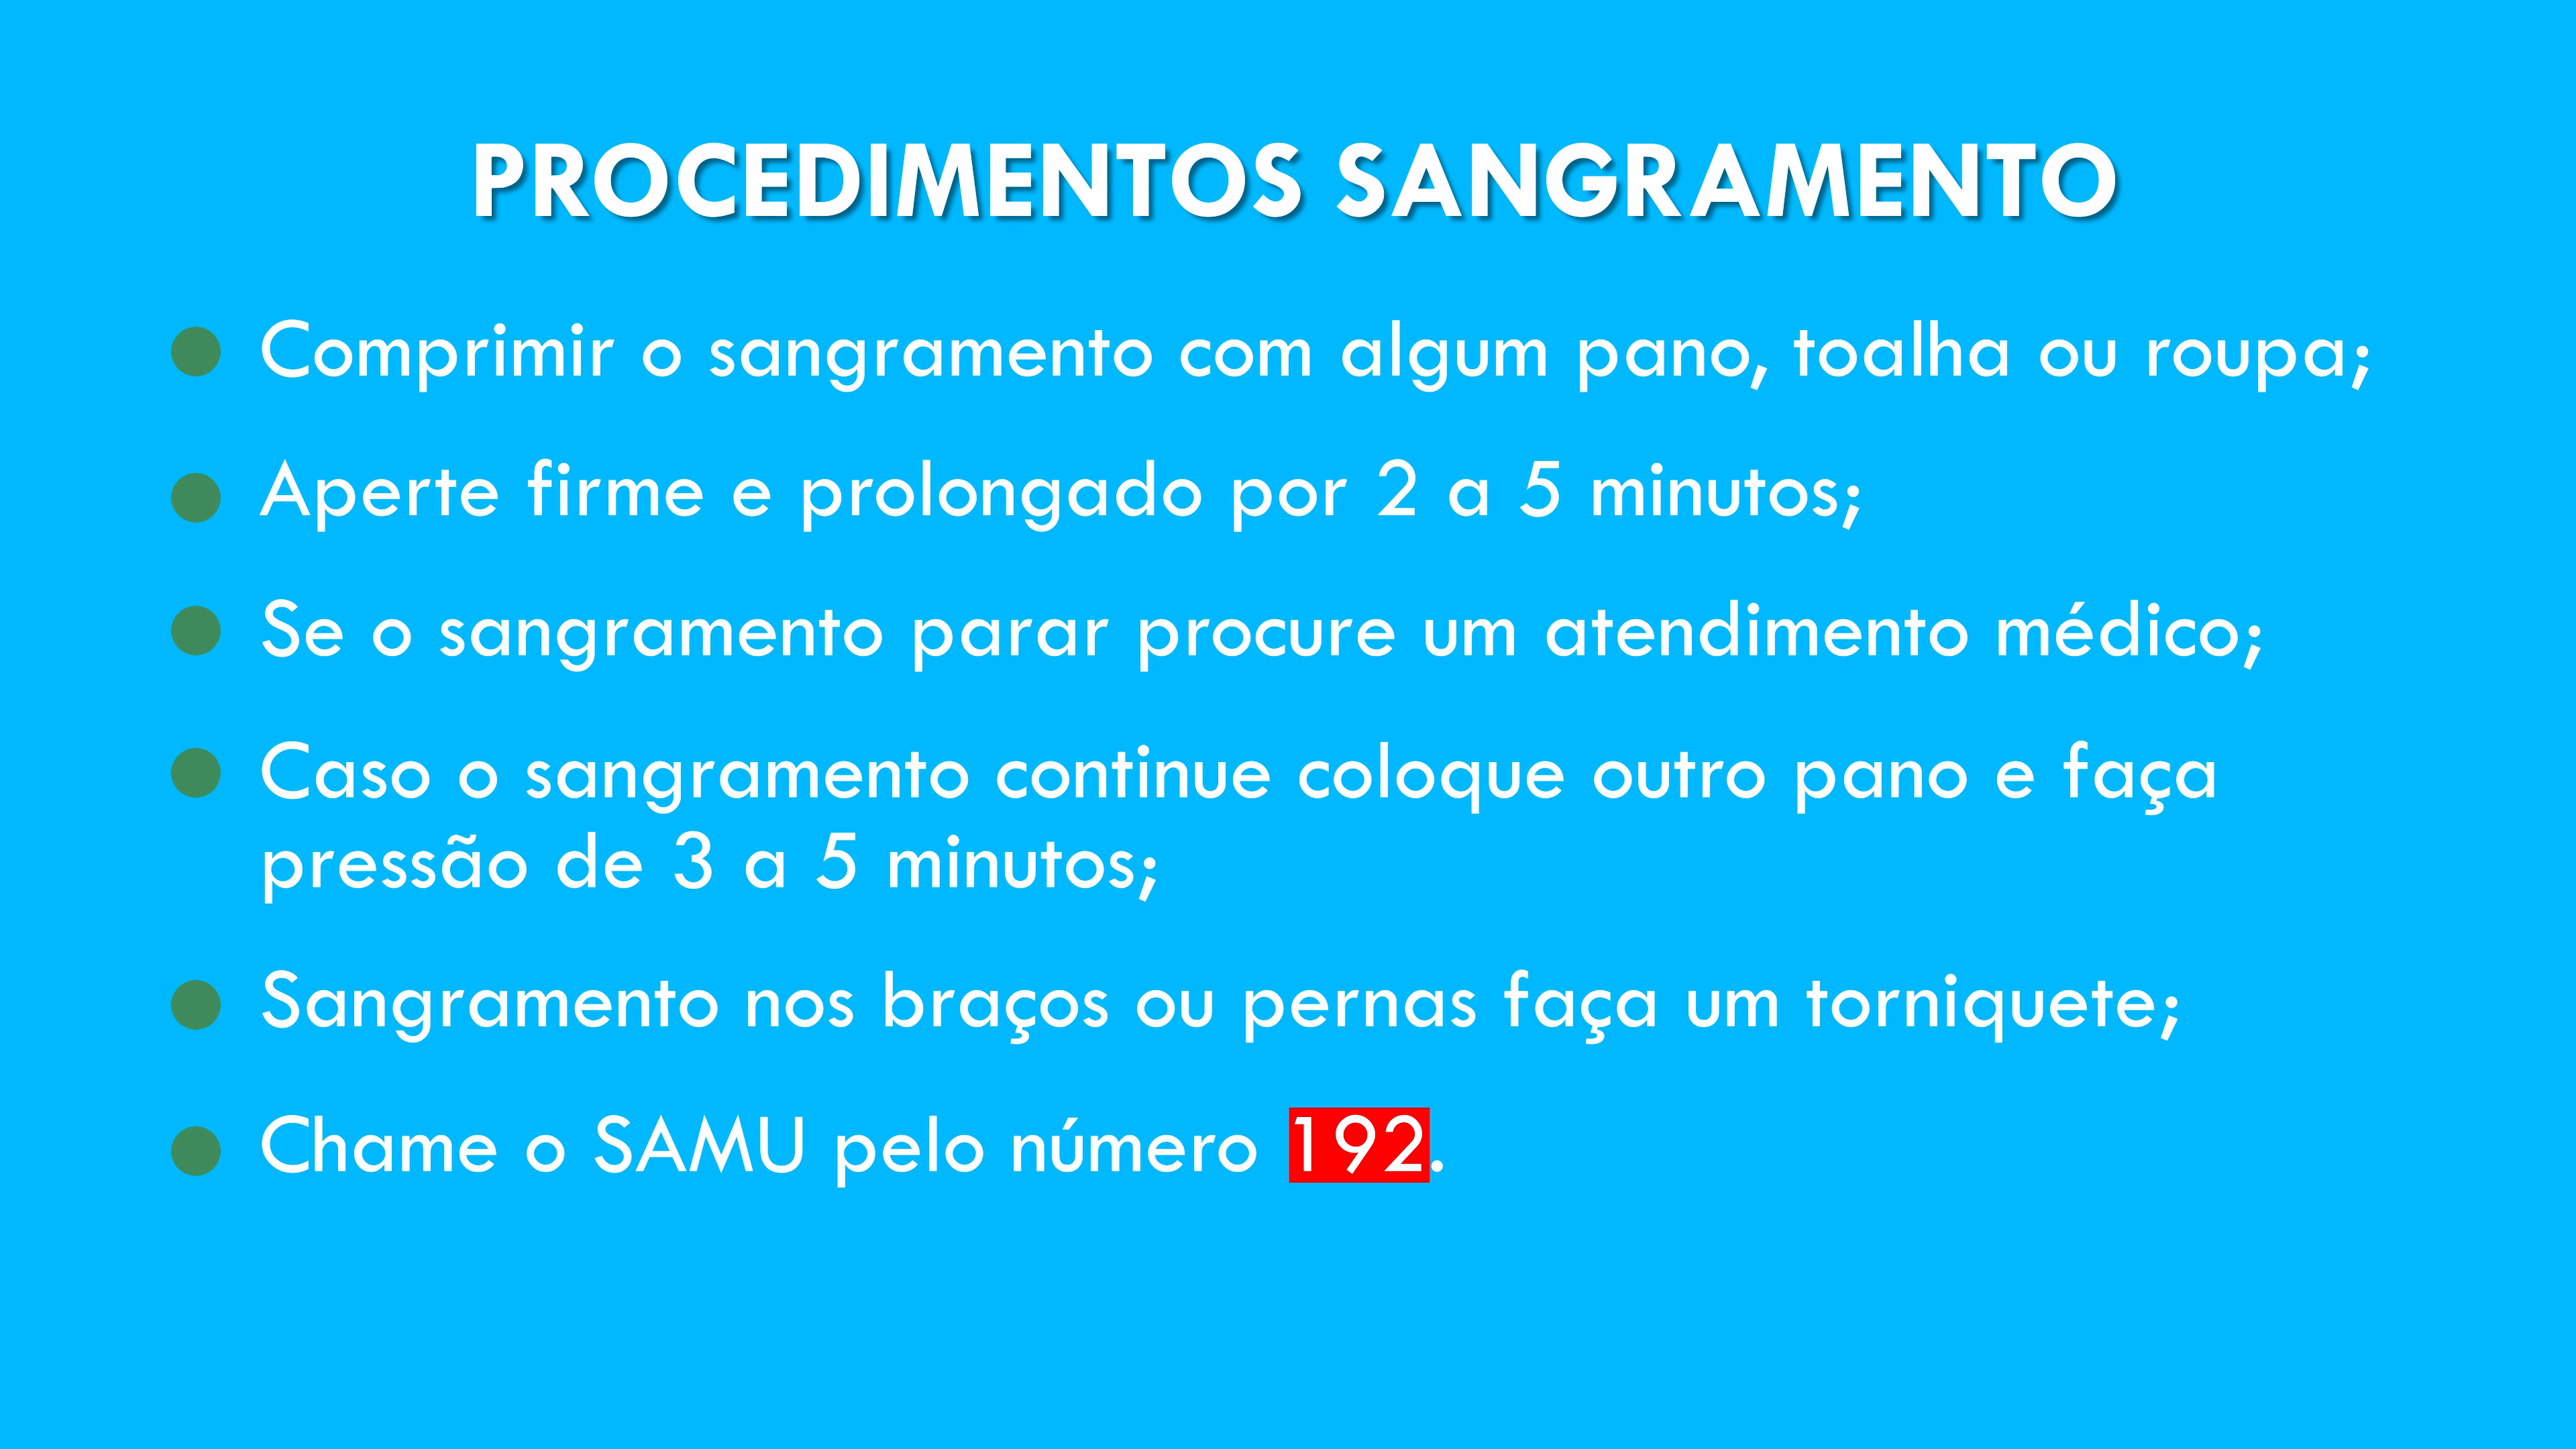 PROCEDIMENTOS SANGRAMENTO
Comprimir o sangramento com algum pano, toalha ou roupa;
Aperte firme e prolongado por 2 a 5 minutos;
Se o sangramento parar procure um atendimento médico;
Caso o sangramento continue coloque outro pano e faça
pressão de 3 a 5 minutos;
Sangramento nos braços ou pernas faça um torniquete;
Chame o SAMU pelo número 192.